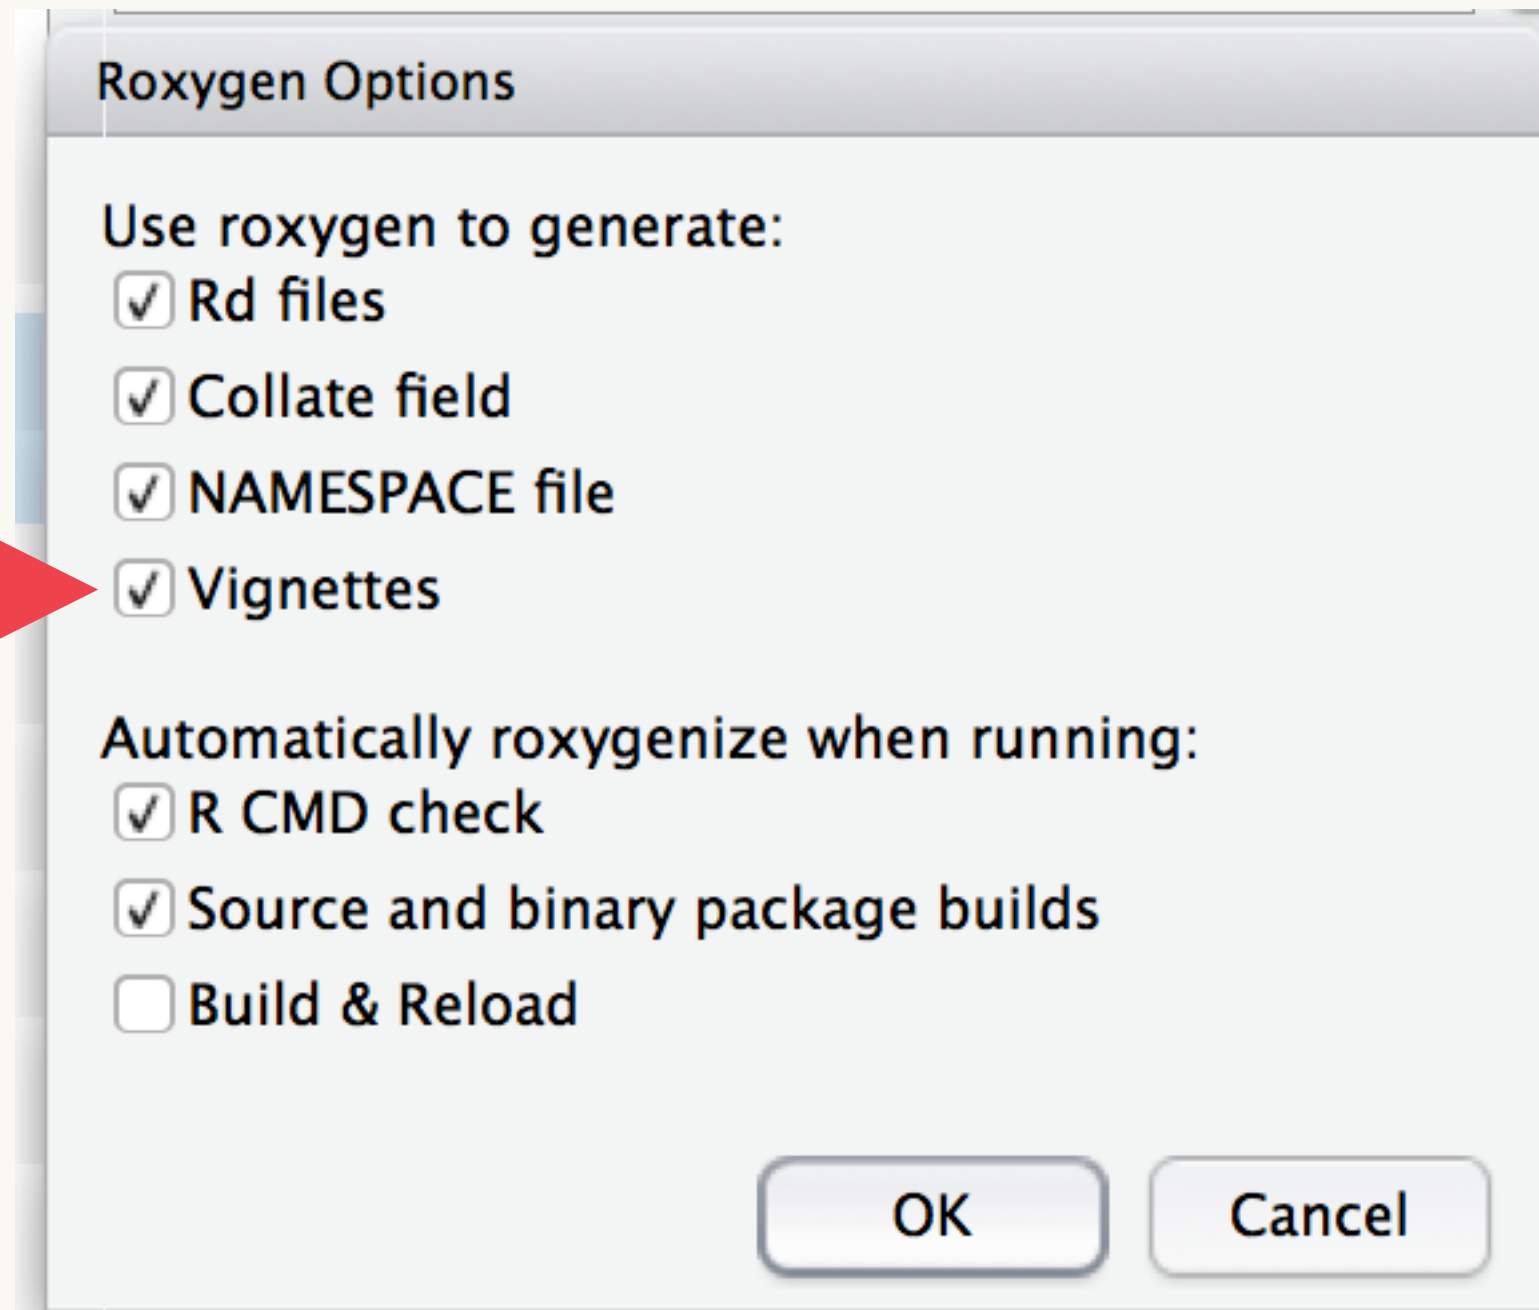 Roxygen Options
Use roxygen to generate:
Rd files
Collate field
NAMESPACE file
Vignettes
Automatically roxygenize when running:
R CMD check
Source and binary package builds
Build & Reload
OK Cancel